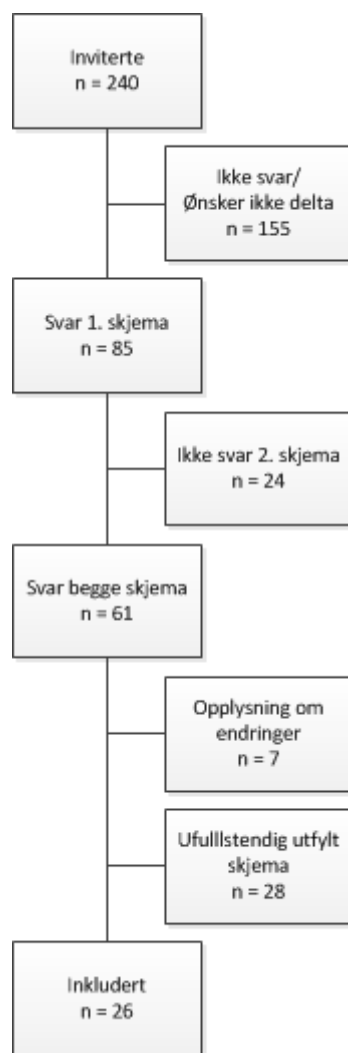 Inviterte
n = 240
Ikke svar/
Ønsker ikke delta
n = 155
Svar 1. skjema
n = 85
Ikke svar 2. skjema
n = 24
Svar begge skjema
n = 61
Opplysning om
endringer
n = 7
Ufulllstendig utfylt
skjema
n = 28
Inkludert
n = 26